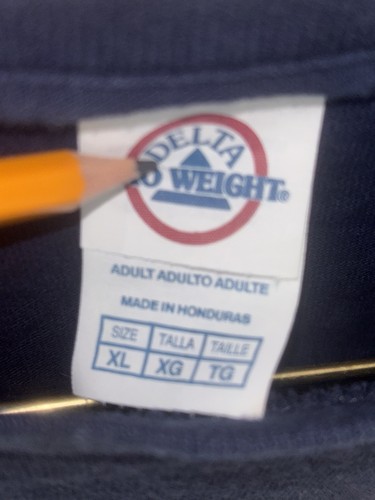 DELTA
O WEIGHT®
ADULT ADULTO ADULTE
MADE IN HONDURAS
SIZE TALLA TAILLE
XL XG TG